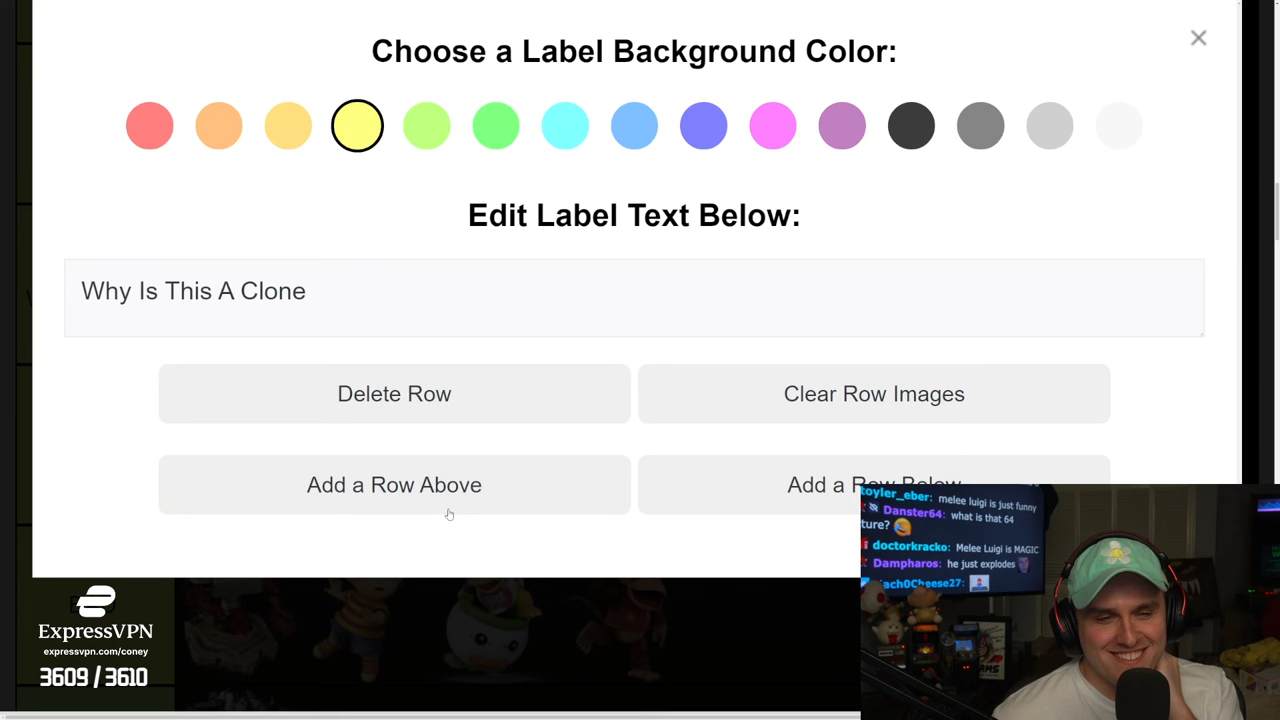 Choose a Label Background Color:
Edit Label Text Below:
Why Is This A Clone
Delete Row
Clear Row Images
Add a Row Above
Add a Row Below
toyler_eber: melee luigi is just funny
Danster64: what is that 64
ture?
doctorkracko: Melee Luigi is MAGIC
Dampharos: he just explodes
ach0Cheese27:
ExpressVPN
expressvpn.com/coney
3609 / 3610